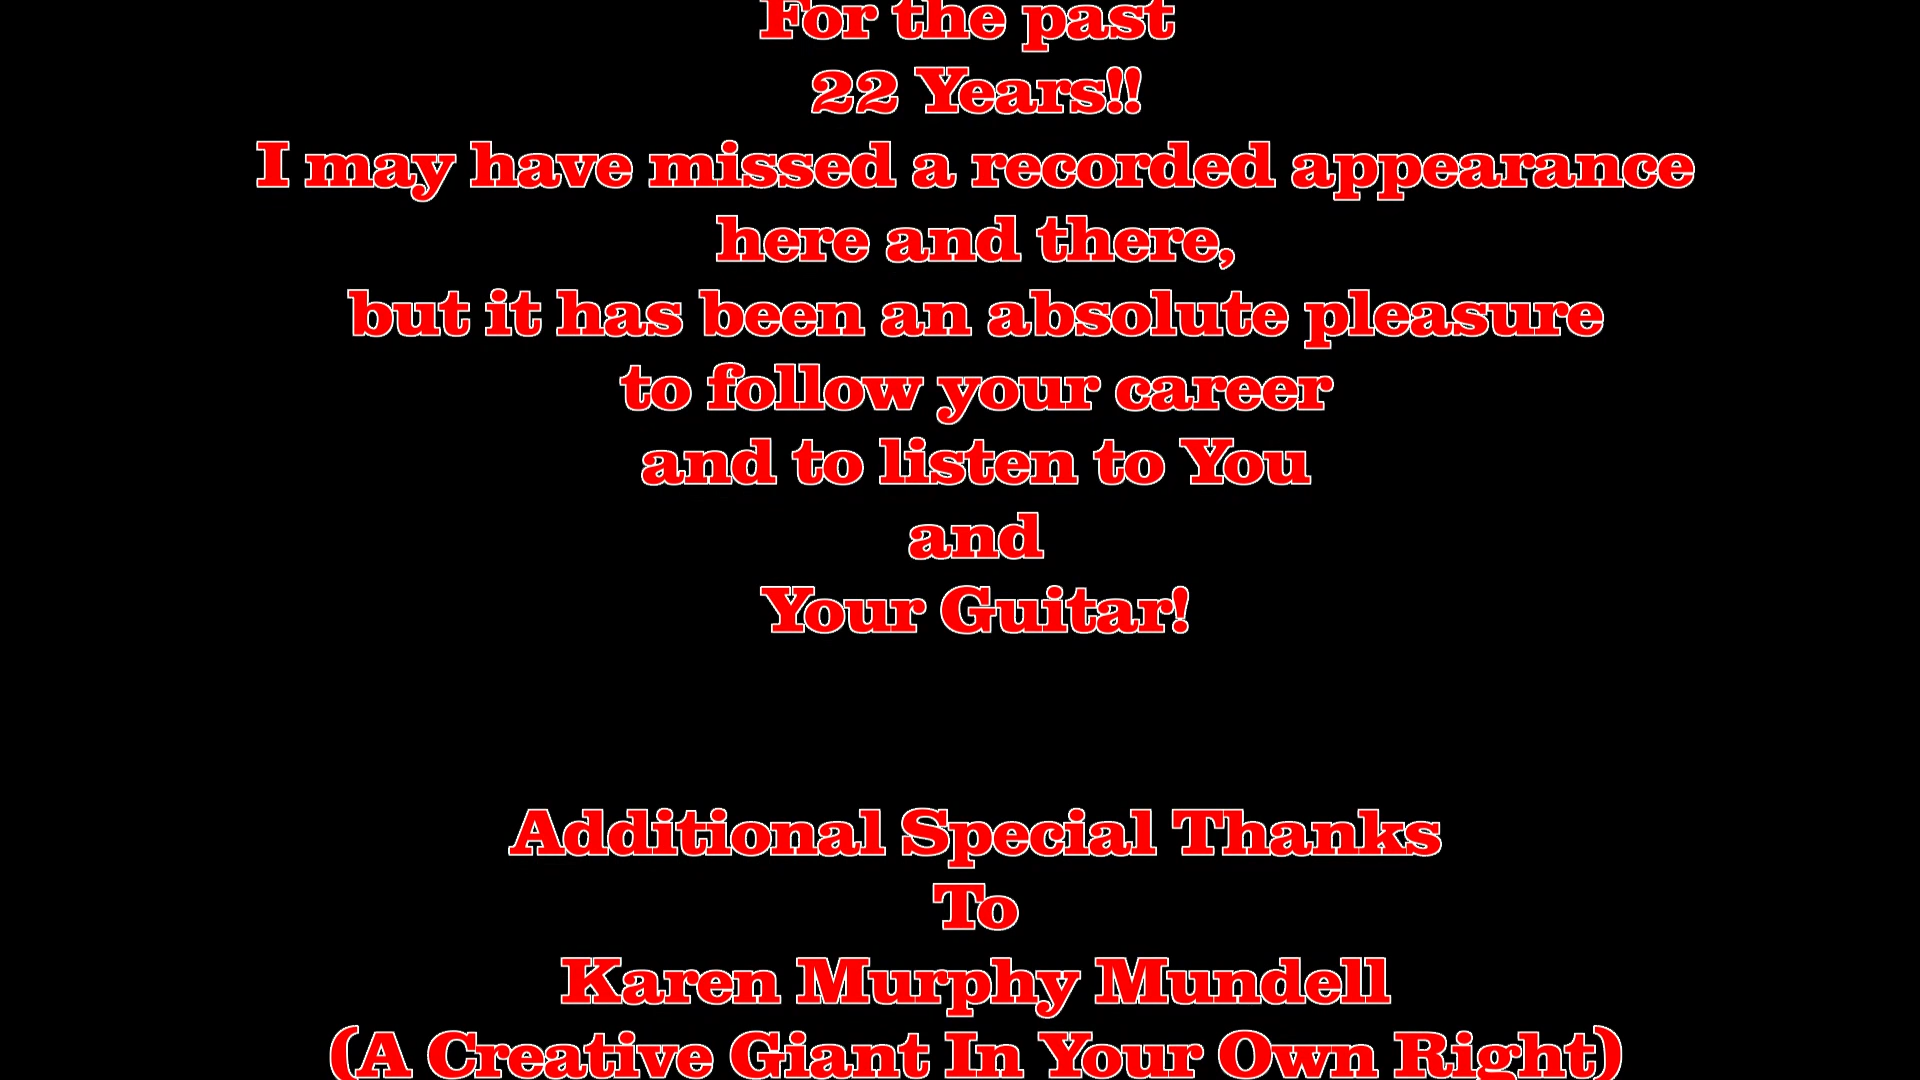 For the past
22 Years!!
I may have missed a recorded appearance
here and there,
but it has been an absolute pleasure
to follow your career
and to listen to You
and
Your Guitar!
Additional Special Thanks
To
Karen Murphy Mundell
(A Creative Giant In Your Own Right)